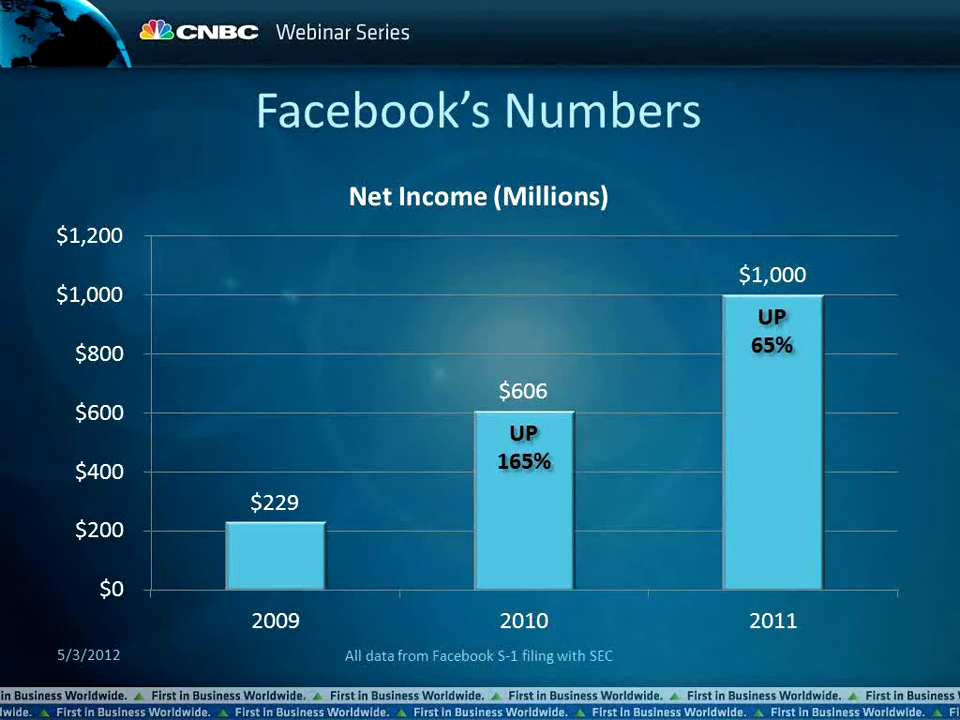 CNBC Webinar Series
Facebook's Numbers
Net Income (Millions)
$1,200
$1,000
$800
$600
$400
$200
$0
$229
$606
UP
165%
$1,000
UP
65%
2009 2010 2011
5/3/2012 All data from Facebook S-1 filing with SEC
in Business Worldwide. First in Business Worldwide. First in Business Worldwide. First in Business Worldwide. First in Business Worldwide. First in Business
wide. First in Business Worldwide. First in Business Worldwide. First in Business Worldwide. First in Business Worldwide. First in Business Worldwide. Fi